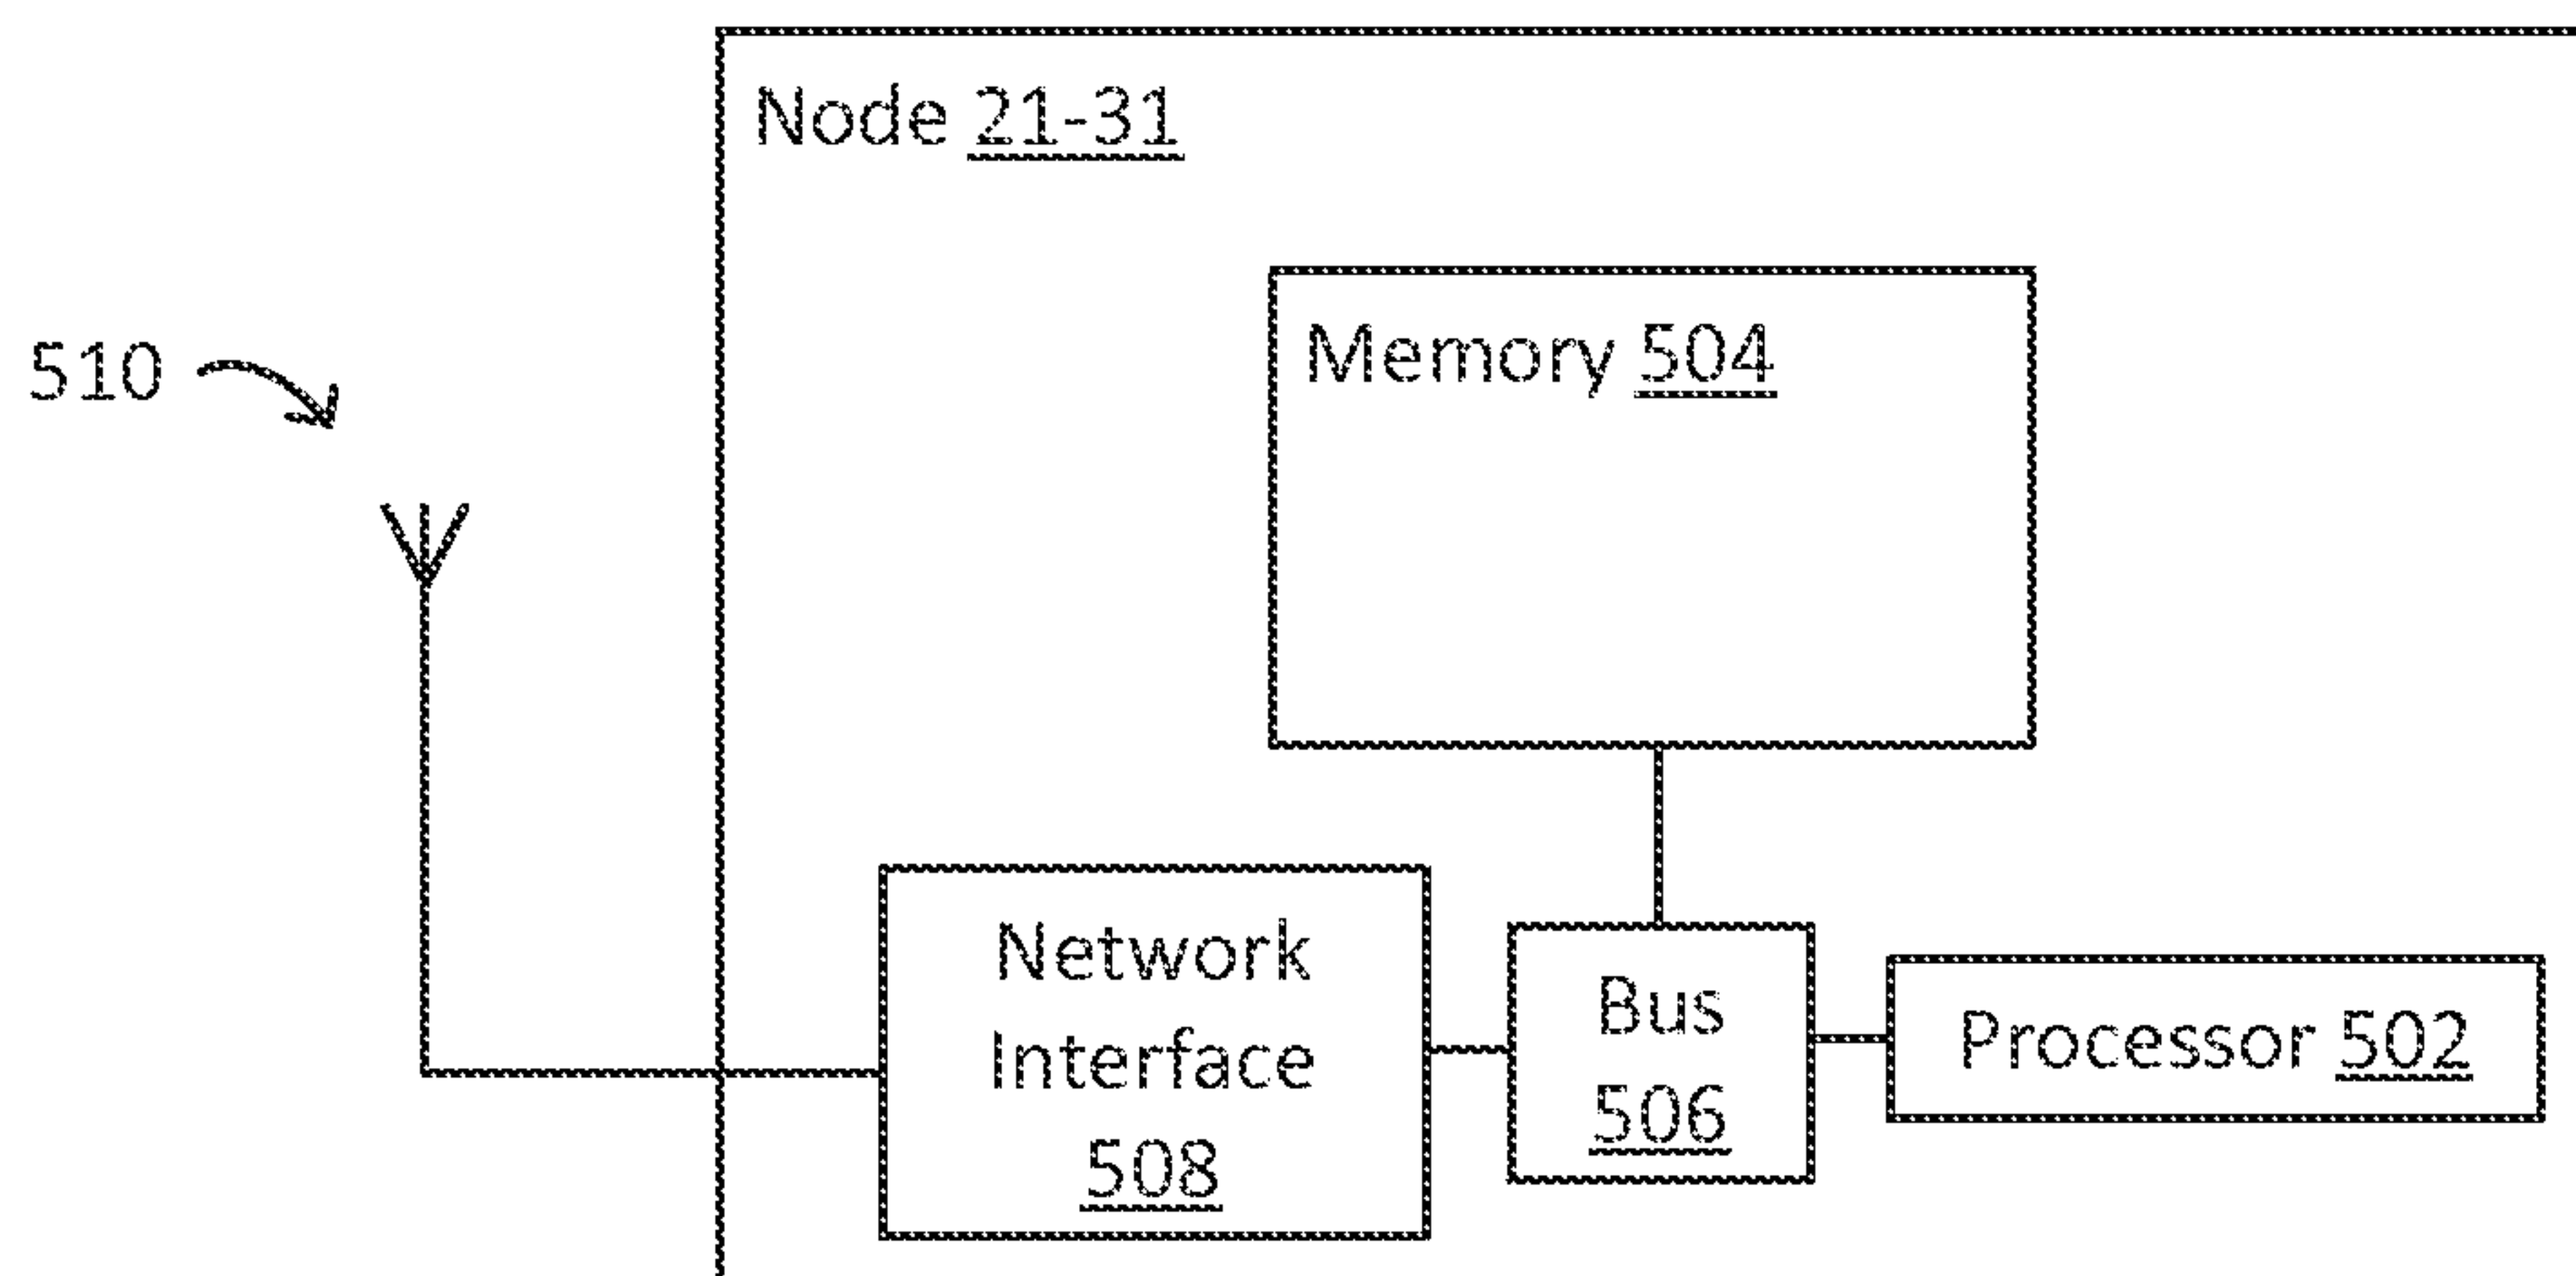 Node 21-31
510
Memory 504
Network
Interface
508
Bus
506
Processor 502